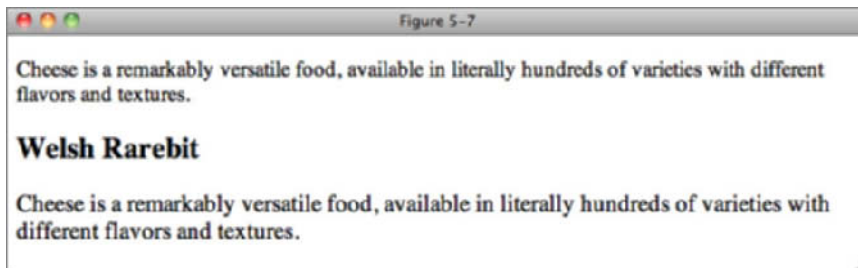 Figure 5-7
Cheese is a remarkably versatile food, available in literally hundreds of varieties with different
flavors and textures.
Welsh Rarebit
Cheese is a remarkably versatile food, available in literally hundreds of varieties with
different flavors and textures.